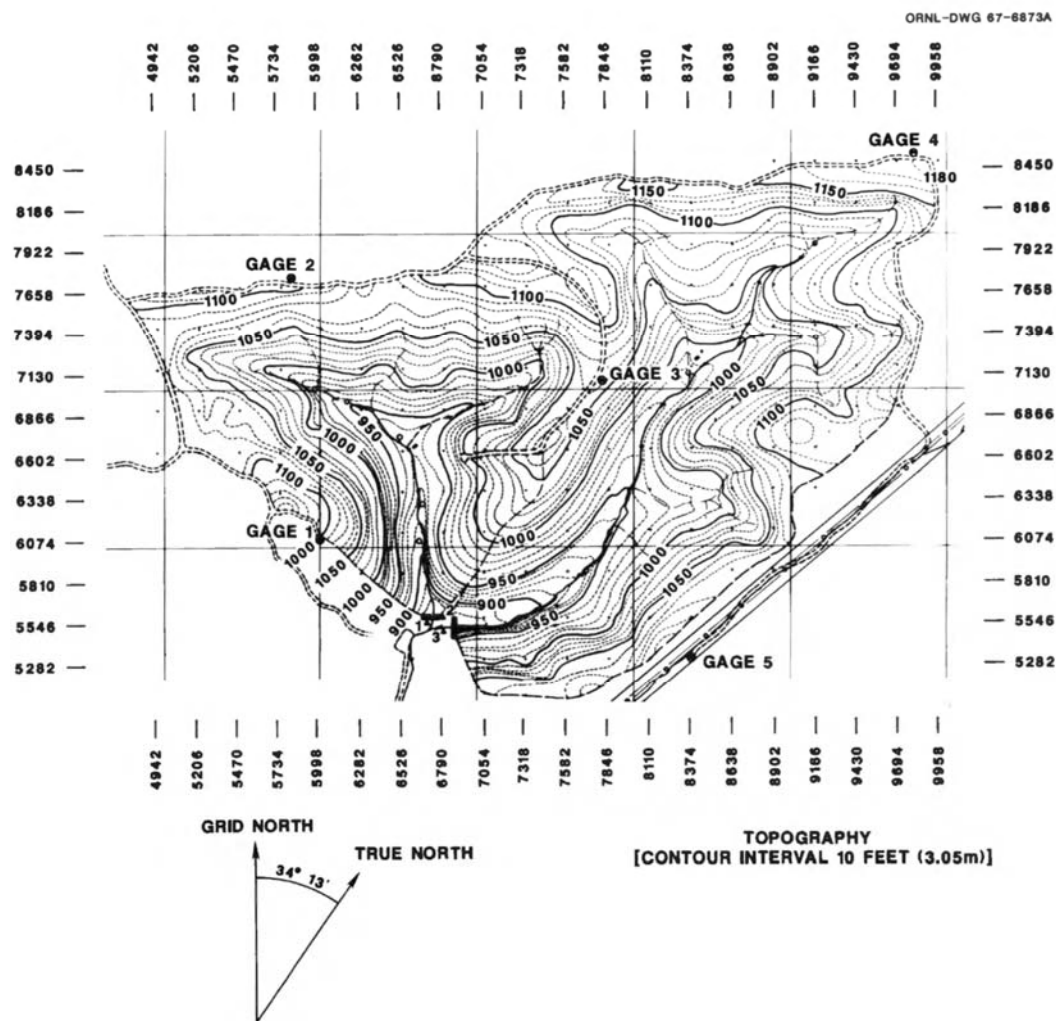 ORNL-DWG 67-6873A
4942 5206 5470 5734 5998 6262 6526 6790 7054 7318 7582 7846 8110 8374 8638 8902 9166 9430 9694 9958
GAGE 4
8450 8450
1180
1150 1150
8186 8186
1100
7922 7922
GAGE 2
7658 1100 1100 7658
7394 1050 7394
1050 1000
7130 1000 GAGE 3 7130
1050
6866 950 1100 6866
1050
1000 1050
6602 1050 6602
1100
6338 6338
GAGE 1
6074 1000 1000 6074
1000
1050 950 1050
5810 1000 5810
950 900
5546 900 1 2 950 5546
3
5282 GAGE 5 5282
4942 5206 5470 5734 5998 6282 6526 6790 7054 7318 7582 7846 8110 8374 8638 8902 9166 9430 9694 9958
GRID NORTH
TRUE NORTH
34° 13'
TOPOGRAPHY
[CONTOUR INTERVAL 10 FEET (3.05m)]